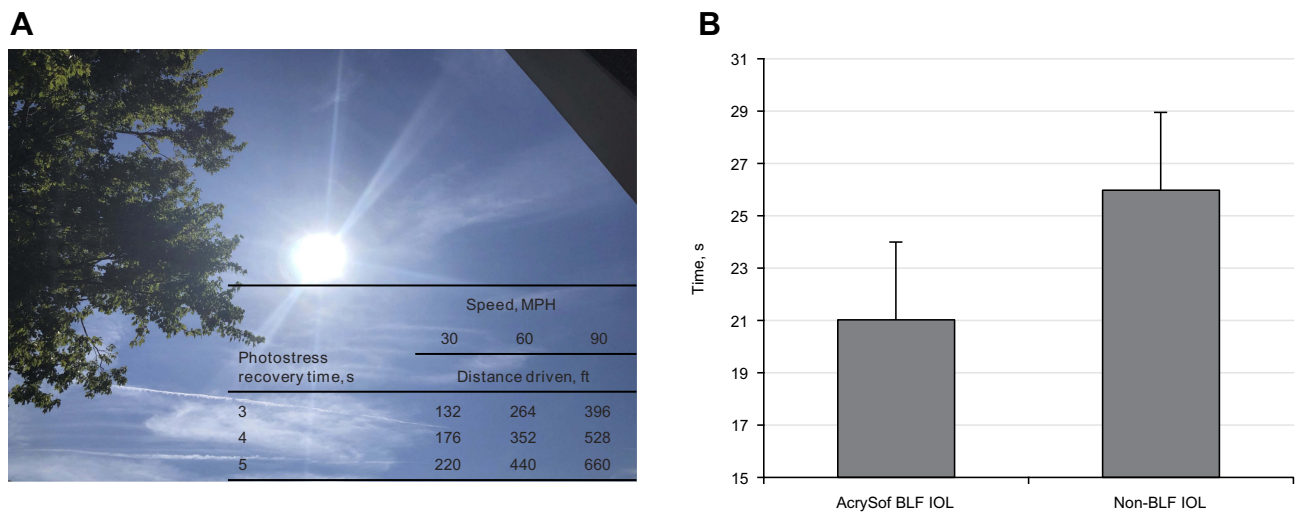 A
Speed, MPH
30 60 90
Photostress
recovery time, s
Distance driven, ft
3 132 264 396
4 176 352 528
5 220 440 660
B
31
29
27
25
23
21
19
17
15
Time, s
AcrySof BLF IOL
Non-BLF IOL